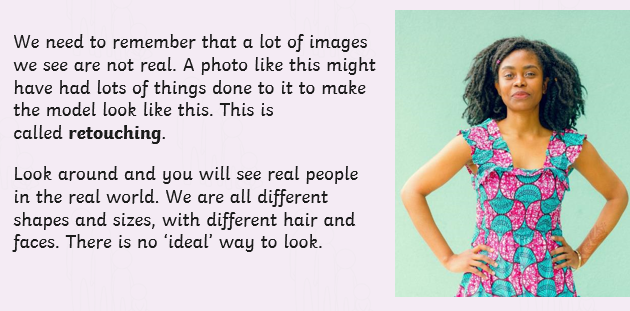 We need to remember that a lot of images
we see are not real. A photo like this might
have had lots of things done to it to make
the model look like this. This is
called retouching.
Look around and you will see real people
in the real world. We are all different
shapes and sizes, with different hair and
faces. There is no ‘ideal’ way to look.